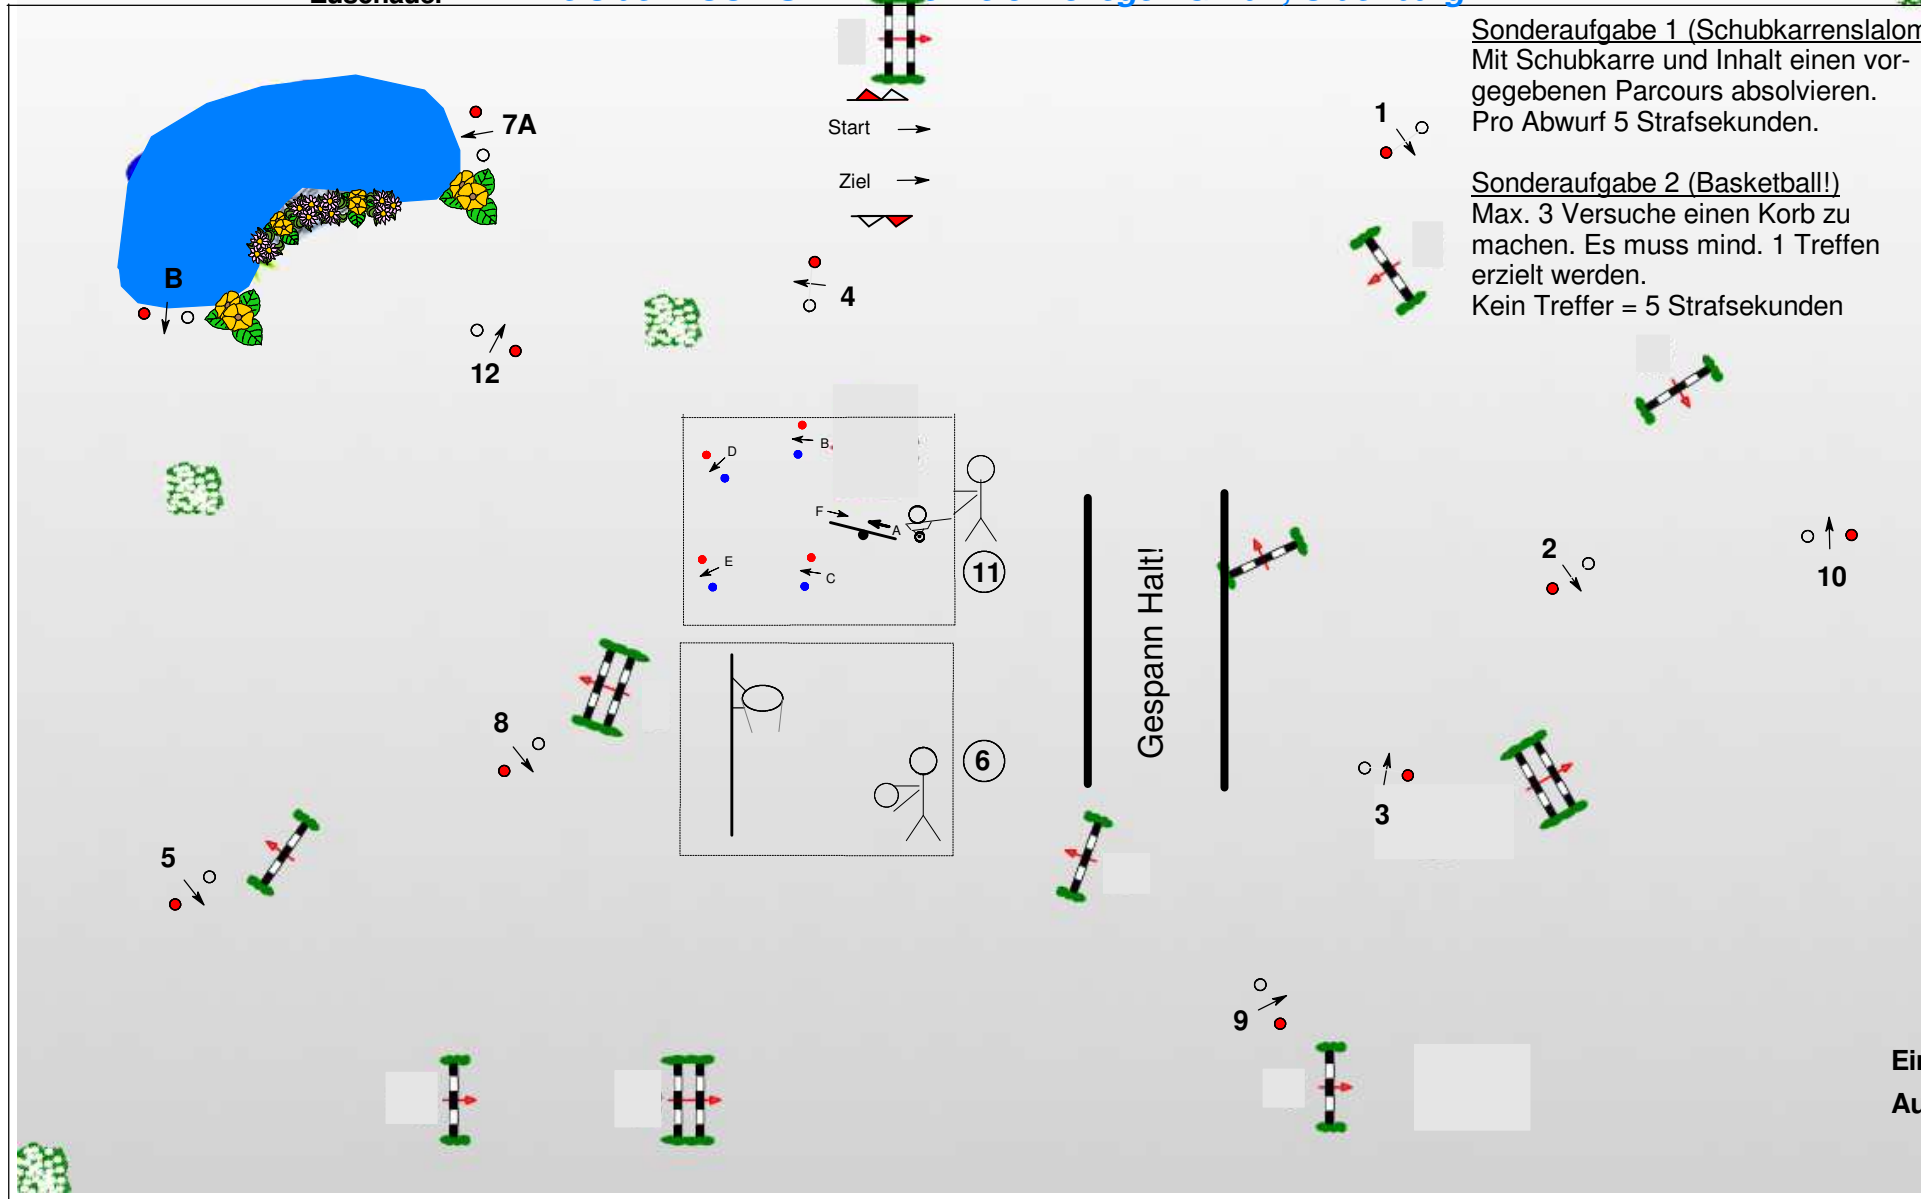 Sonderaufgabe 1 (Schubkarrenslalom
Mit Schubkarre und Inhalt einen vor-
gegebenen Parcours absolvieren.
Pro Abwurf 5 Strafsekunden.
Sonderaufgabe 2 (Basketball!)
Max. 3 Versuche einen Korb zu
machen. Es muss mind. 1 Treffen
erzielt werden.
Kein Treffer = 5 Strafsekunden
7A
Start
1
Ziel
B
4
12
D
B
F
A
E
C
11
Gespann Halt!
2
10
8
6
3
5
9